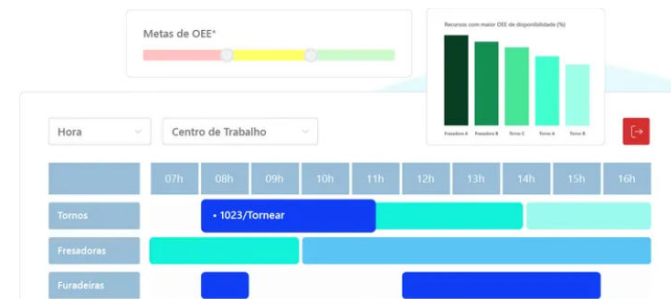 Metas de OEE*
Recursos com maior OEE de disponibilidade (%)
Fresadora A Fresadora B Torno C Torno A Torno B
Hora
Centro de Trabalho
07h 08h 09h 10h 11h 12h 13h 14h 15h 16h
Tornos
• 1023/Tornear
Fresadoras
Furadeiras